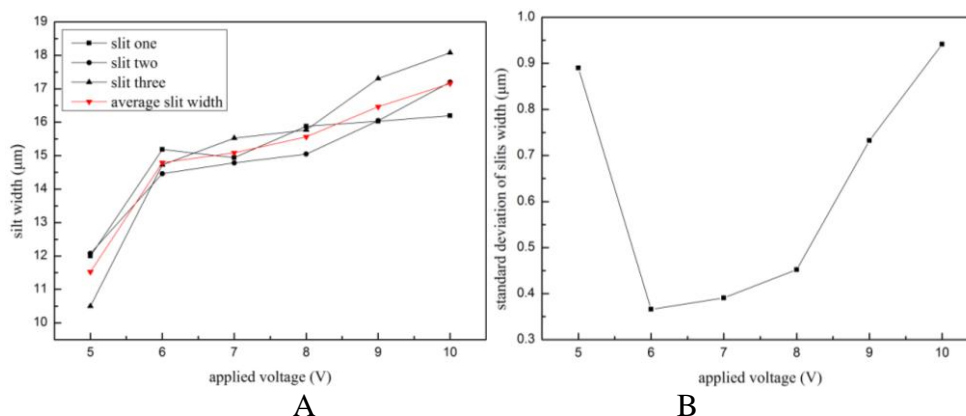 19
18
17
16
15
14
13
12
11
10
silt width (μm)
slit one
slit two
slit three
average slit width
5 6 7 8 9 10
applied voltage (V)
A
1.0
0.9
0.8
0.7
0.6
0.5
0.4
0.3
standard deviation of slits width (μm)
5 6 7 8 9 10
applied voltage (V)
B